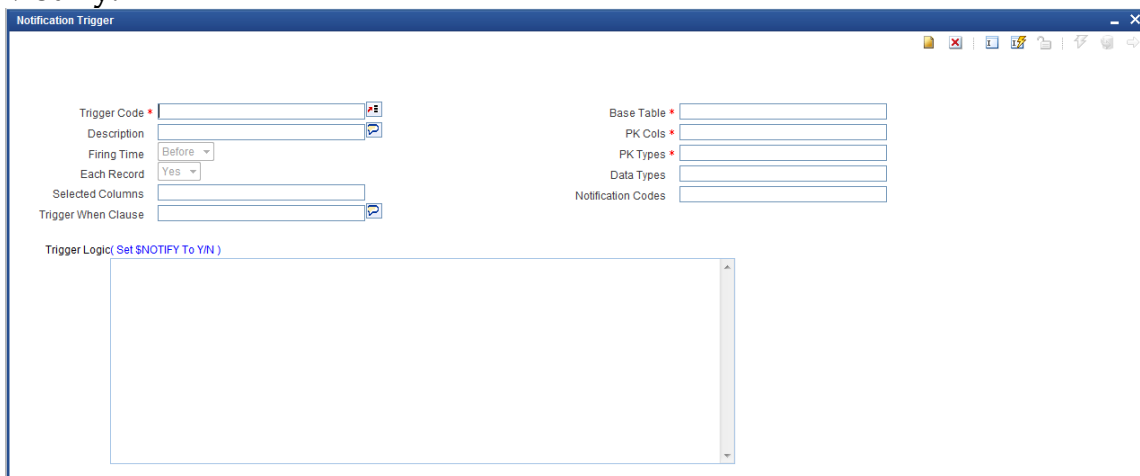 Notification Trigger
Trigger Code *
Description
Firing Time Before
Each Record Yes
Selected Columns
Trigger When Clause
Base Table *
PK Cols *
PK Types *
Data Types
Notification Codes
Trigger Logic( Set $NOTIFY To Y/N )